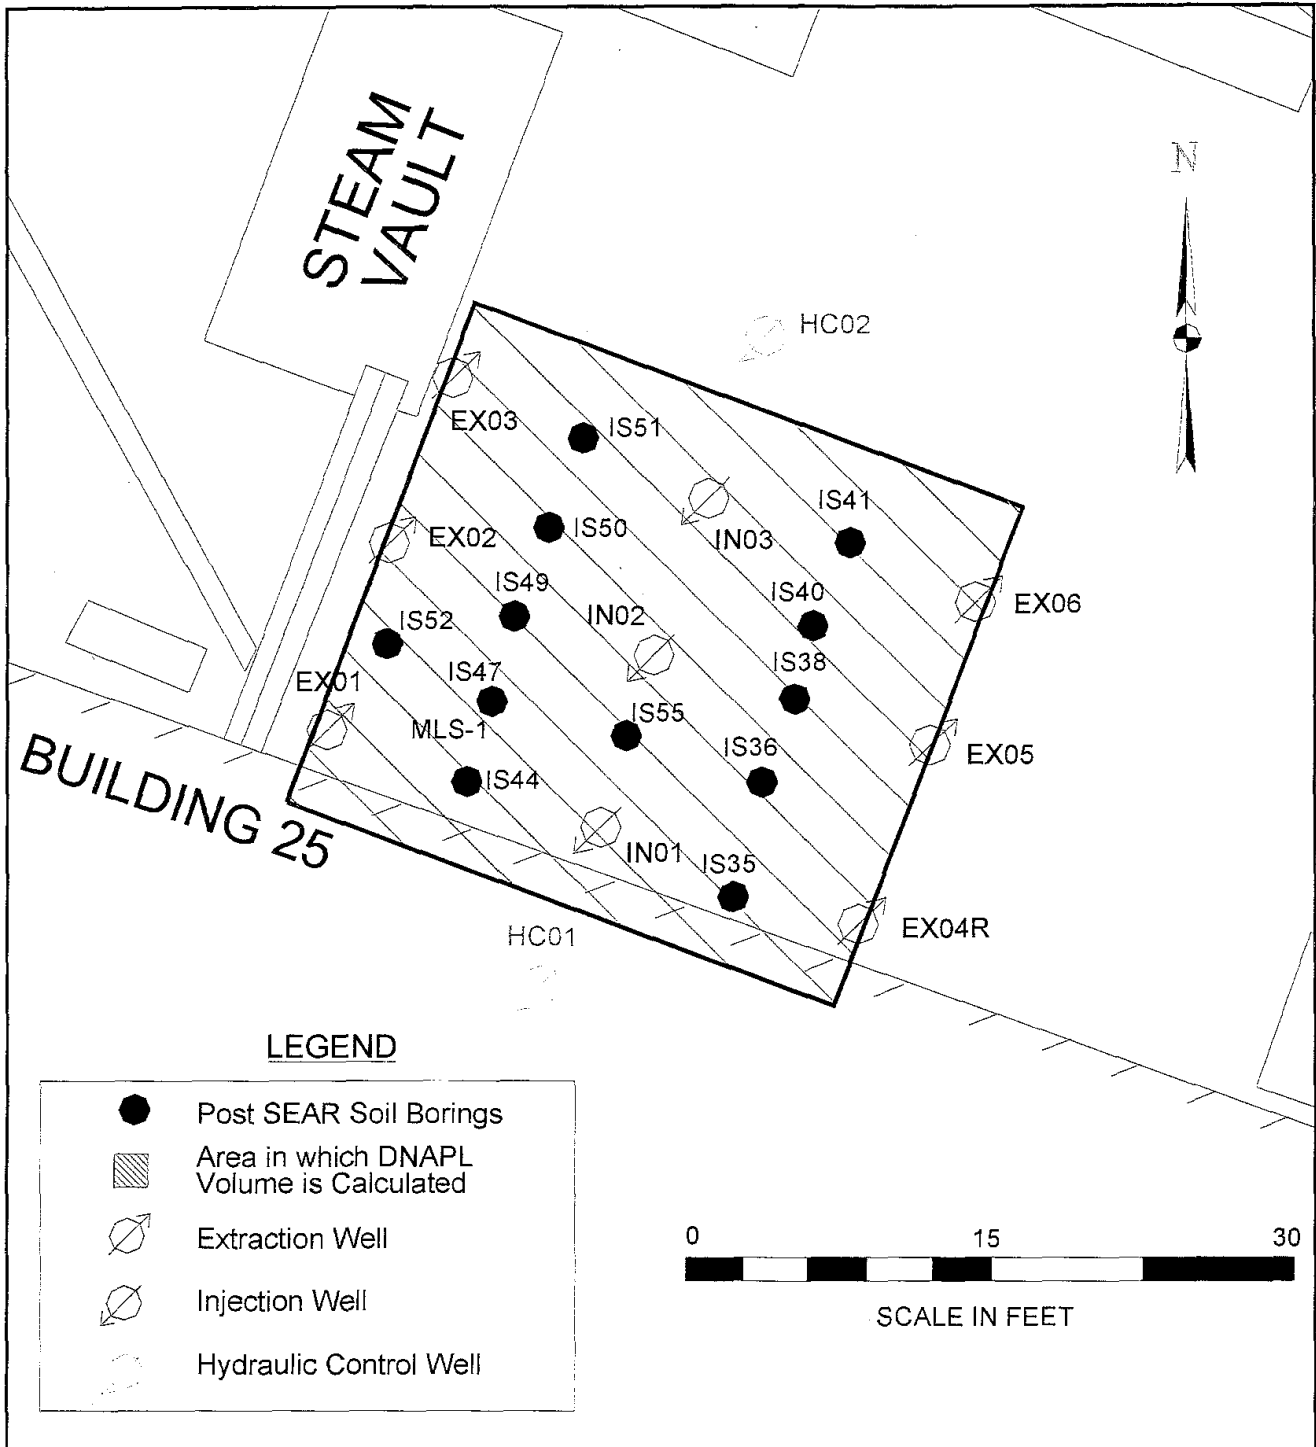 STEAM
VAULT
N
HC02
EX03
IS51
IS41
EX02
IS50
IN03
IS49
IS40
EX06
IS52
IN02
IS47
IS38
EX01
MLS-1
IS55
IS36
EX05
BUILDING 25
IS44
IN01
IS35
EX04R
HC01
LEGEND
Post SEAR Soil Borings
Area in which DNAPL
Volume is Calculated
Extraction Well
Injection Well
Hydraulic Control Well
0 15 30
SCALE IN FEET